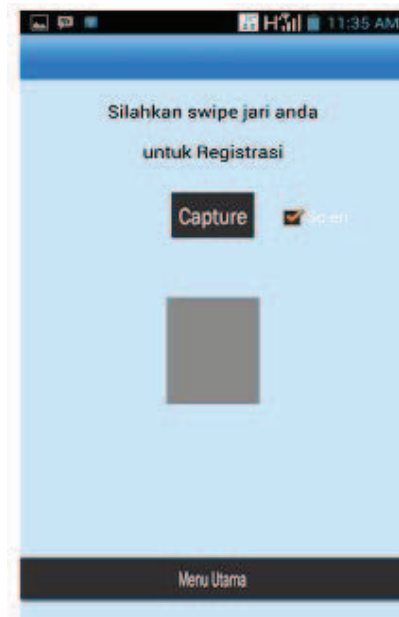 11:35 AM
Silahkan swipe jari anda
untuk Registrasi
Capture
Menu Utama